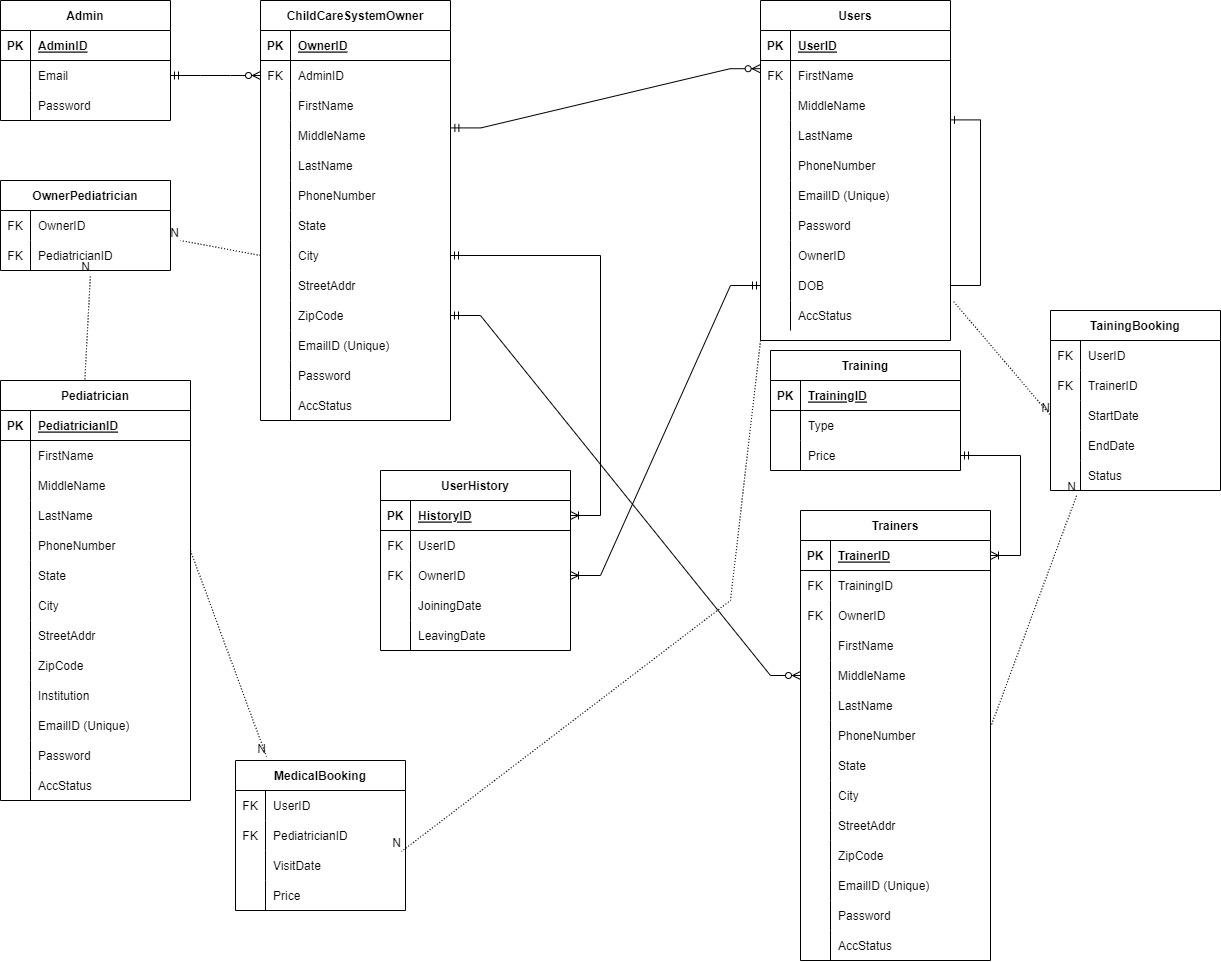 Admin
PK AdminID
Email
Password
ChildCareSystemOwner
PK OwnerID
FK AdminID
FirstName
MiddleName
LastName
PhoneNumber
State
City
StreetAddr
ZipCode
EmailID (Unique)
Password
AccStatus
Users
PK UserID
FK FirstName
MiddleName
LastName
PhoneNumber
EmailID (Unique)
Password
OwnerID
DOB
AccStatus
OwnerPediatrician
FK OwnerID
FK PediatricianID
N
N
TainingBooking
FK UserID
FK TrainerID
StartDate
EndDate
Status
N
N
Training
PK TrainingID
Type
Price
Pediatrician
PK PediatricianID
FirstName
MiddleName
LastName
PhoneNumber
State
City
StreetAddr
ZipCode
Institution
EmailID (Unique)
Password
AccStatus
UserHistory
PK HistoryID
FK UserID
FK OwnerID
JoiningDate
LeavingDate
Trainers
PK TrainerID
FK TrainingID
FK OwnerID
FirstName
MiddleName
LastName
PhoneNumber
State
City
StreetAddr
ZipCode
EmailID (Unique)
Password
AccStatus
N
MedicalBooking
FK UserID
FK PediatricianID
VisitDate
Price
N